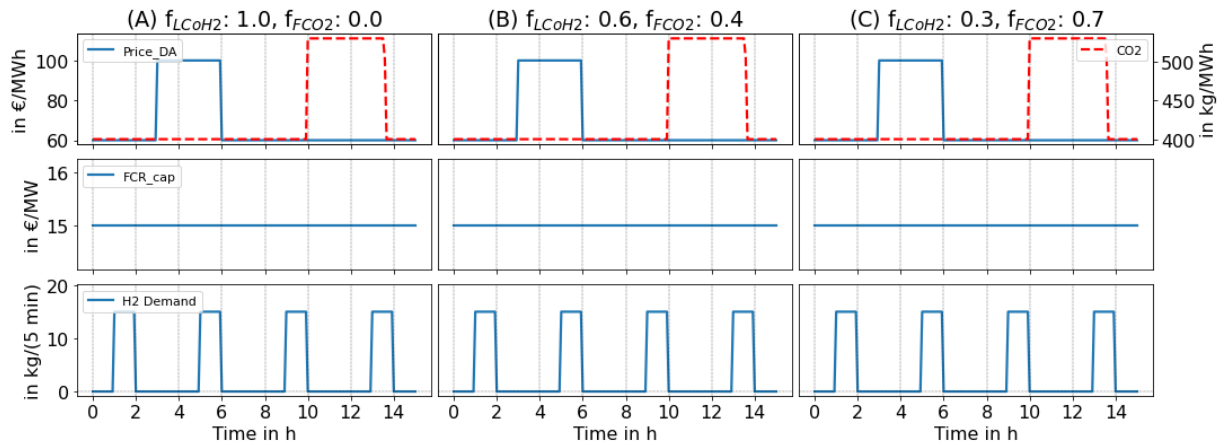 (A) f_LCoH2: 1.0, f_FCO2: 0.0
(B) f_LCoH2: 0.6, f_FCO2: 0.4
(C) f_LCoH2: 0.3, f_FCO2: 0.7
in €/MWh
100
80
60
Price_DA
CO2
500
450
400
in kg/MWh
in €/MW
16
15
FCR_cap
in kg/(5 min)
20
10
0
H2 Demand
0 2 4 6 8 10 12 14
0 2 4 6 8 10 12 14
0 2 4 6 8 10 12 14
Time in h
Time in h
Time in h